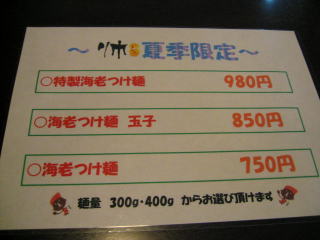 ～ 夏季限定～
○特製海老つけ麺 980円
○海老つけ麺 玉子 850円
○海老つけ麺 750円
麺量 300g・400g からお選び頂けます